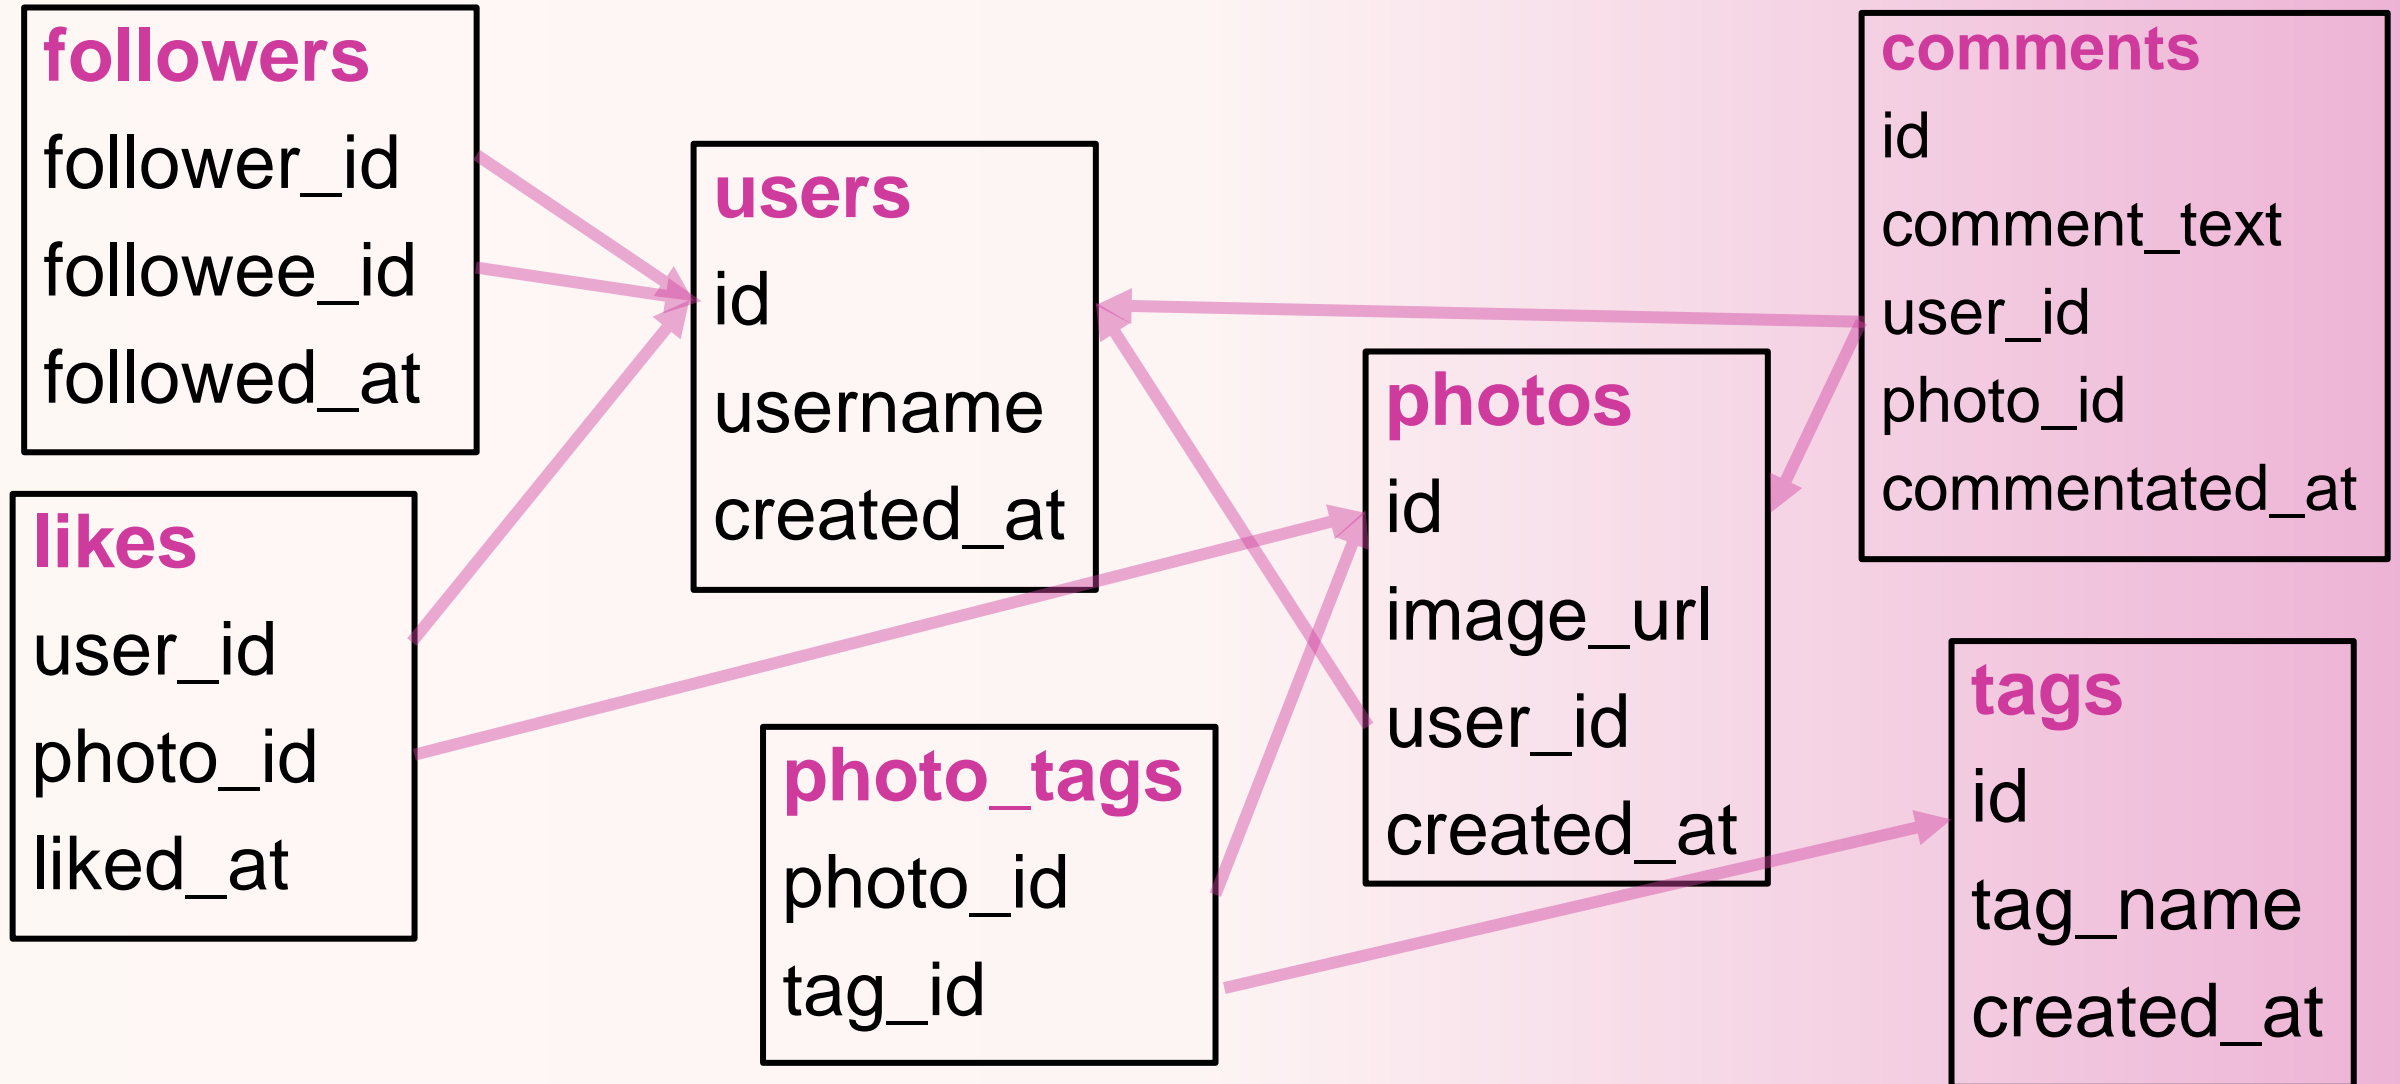 followers
follower_id
followee_id
followed_at
likes
user_id
photo_id
liked_at
users
id
username
created_at
photo_tags
photo_id
tag_id
photos
id
image_url
user_id
created_at
comments
id
comment_text
user_id
photo_id
commentated_at
tags
id
tag_name
created_at